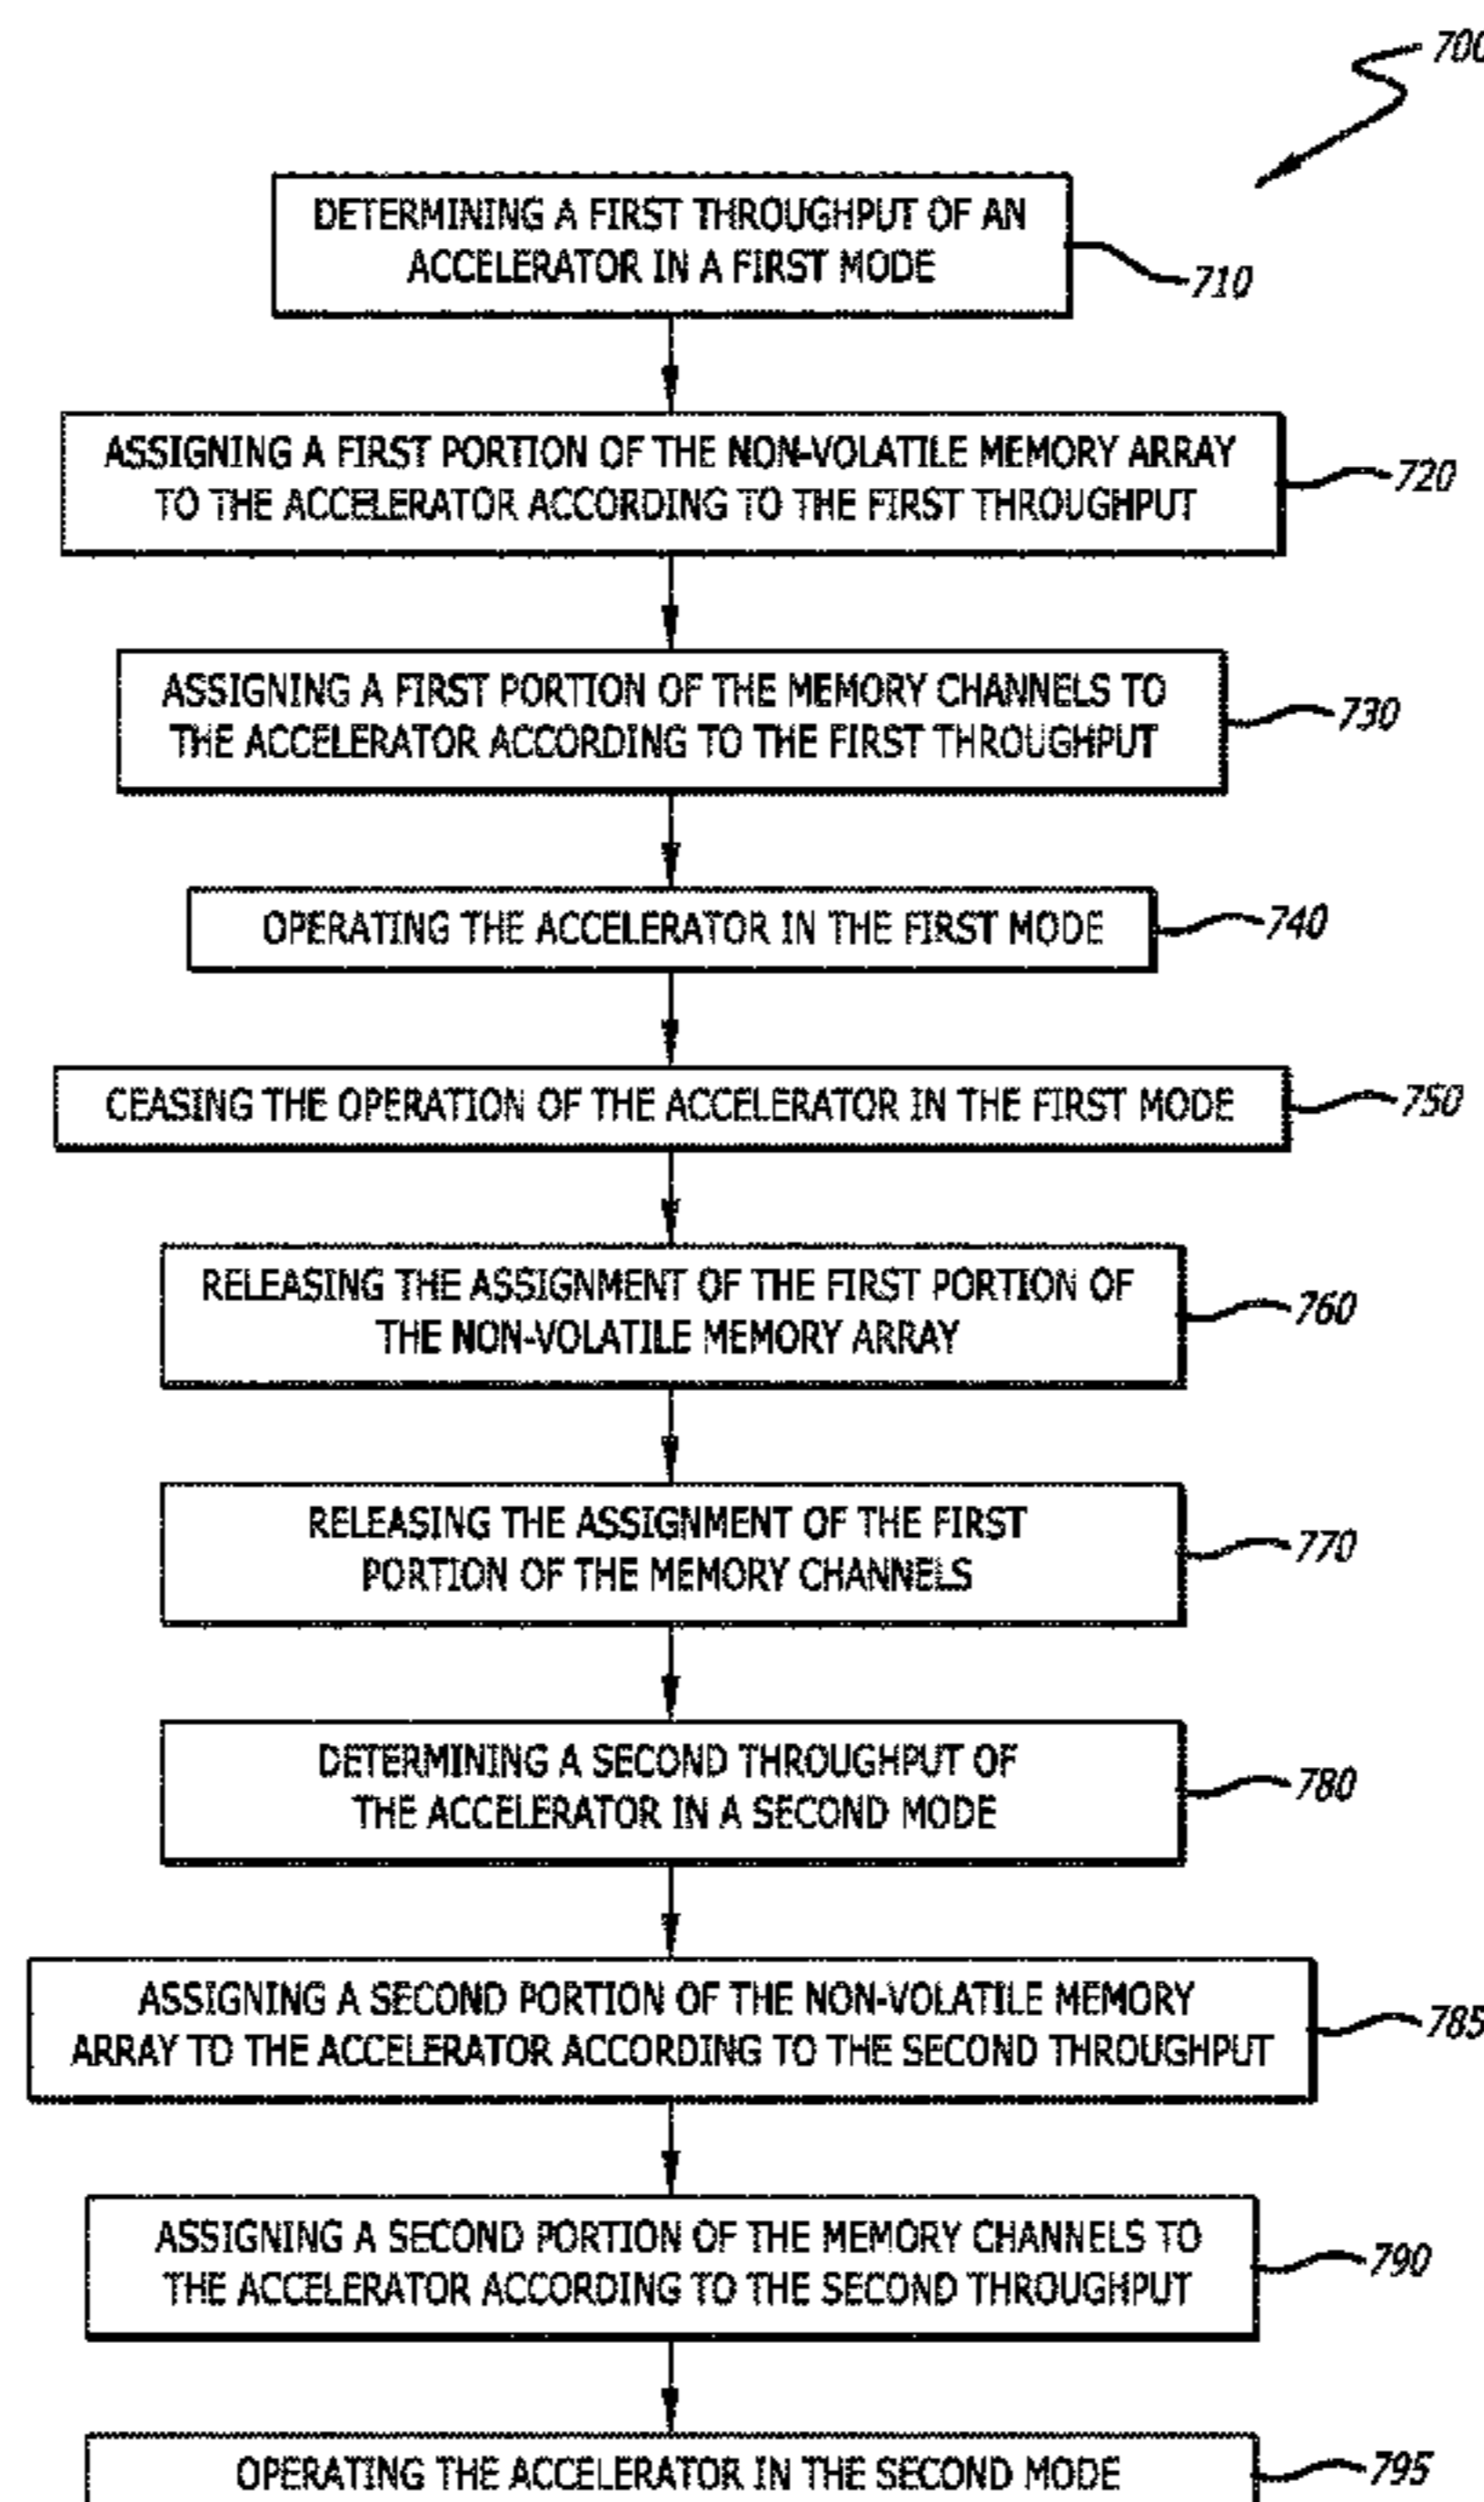 700
DETERMINING A FIRST THROUGHPUT OF AN
ACCELERATOR IN A FIRST MODE
710
ASSIGNING A FIRST PORTION OF THE NON-VOLATILE MEMORY ARRAY
TO THE ACCELERATOR ACCORDING TO THE FIRST THROUGHPUT
720
ASSIGNING A FIRST PORTION OF THE MEMORY CHANNELS TO
THE ACCELERATOR ACCORDING TO THE FIRST THROUGHPUT
730
OPERATING THE ACCELERATOR IN THE FIRST MODE
740
CEASING THE OPERATION OF THE ACCELERATOR IN THE FIRST MODE
750
RELEASING THE ASSIGNMENT OF THE FIRST PORTION OF
THE NON-VOLATILE MEMORY ARRAY
760
RELEASING THE ASSIGNMENT OF THE FIRST
PORTION OF THE MEMORY CHANNELS
770
DETERMINING A SECOND THROUGHPUT OF
THE ACCELERATOR IN A SECOND MODE
780
ASSIGNING A SECOND PORTION OF THE NON-VOLATILE MEMORY
ARRAY TO THE ACCELERATOR ACCORDING TO THE SECOND THROUGHPUT
785
ASSIGNING A SECOND PORTION OF THE MEMORY CHANNELS TO
THE ACCELERATOR ACCORDING TO THE SECOND THROUGHPUT
790
OPERATING THE ACCELERATOR IN THE SECOND MODE
795